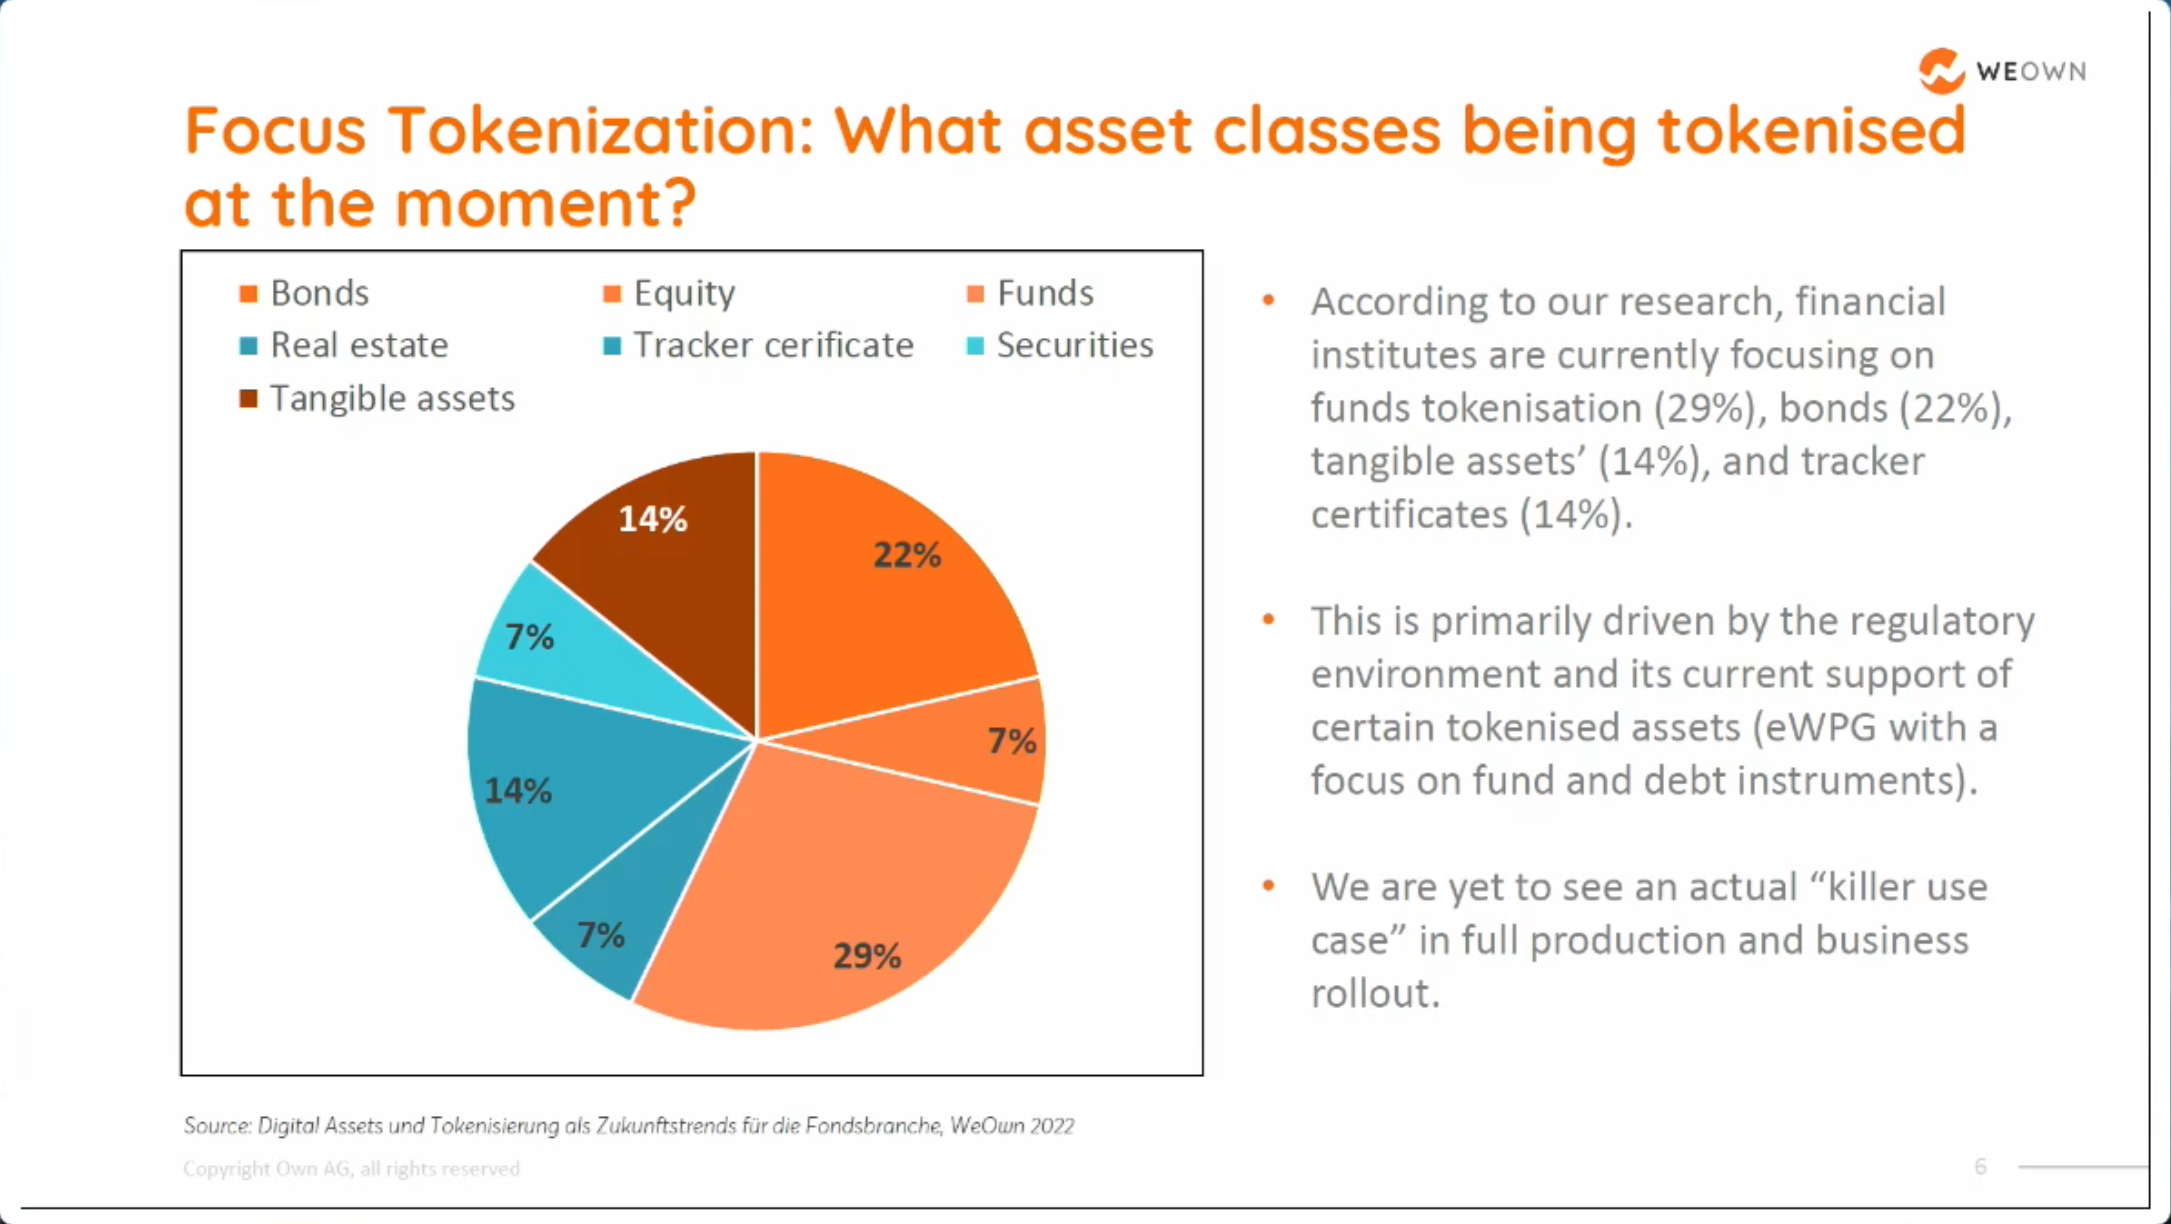 WEOWN
Focus Tokenization: What asset classes being tokenised
at the moment?
Bonds
Equity
Funds
Real estate
Tracker cerificate
Securities
Tangible assets
14%
22%
7%
7%
14%
7%
29%
• According to our research, financial
institutes are currently focusing on
funds tokenisation (29%), bonds (22%),
tangible assets’ (14%), and tracker
certificates (14%).
• This is primarily driven by the regulatory
environment and its current support of
certain tokenised assets (eWPG with a
focus on fund and debt instruments).
• We are yet to see an actual “killer use
case” in full production and business
rollout.
Source: Digital Assets und Tokenisierung als Zukunftstrends für die Fondsbranche, WeOwn 2022
Copyright Own AG, all rights reserved
6